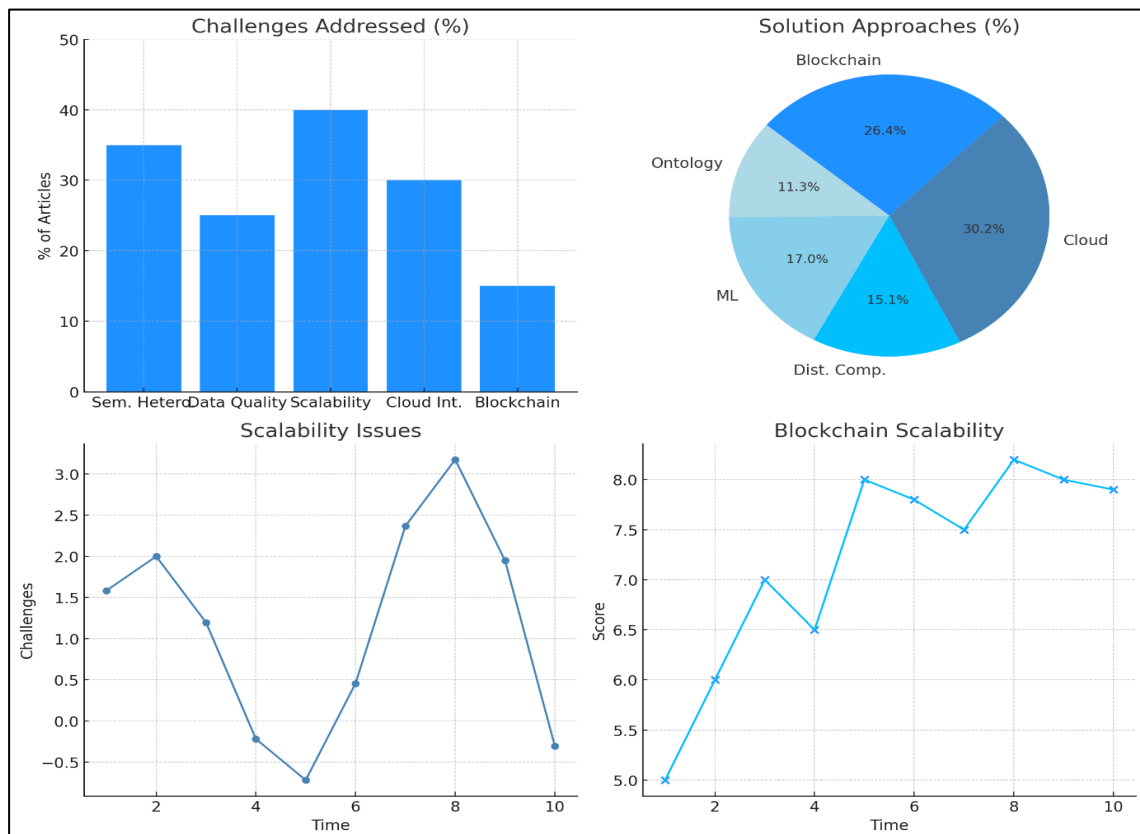 Challenges Addressed (%)
50
40
30
20
10
0
% of Articles
Sem. Hetero.
Data Quality
Scalability
Cloud Int.
Blockchain
Solution Approaches (%)
Blockchain
26.4%
Ontology
11.3%
30.2%
Cloud
17.0%
ML
15.1%
Dist. Comp.
Scalability Issues
3.0
2.5
2.0
1.5
1.0
0.5
0.0
−0.5
Challenges
2
4
6
8
10
Time
Blockchain Scalability
8.0
7.5
7.0
6.5
6.0
5.5
5.0
Score
2
4
6
8
10
Time